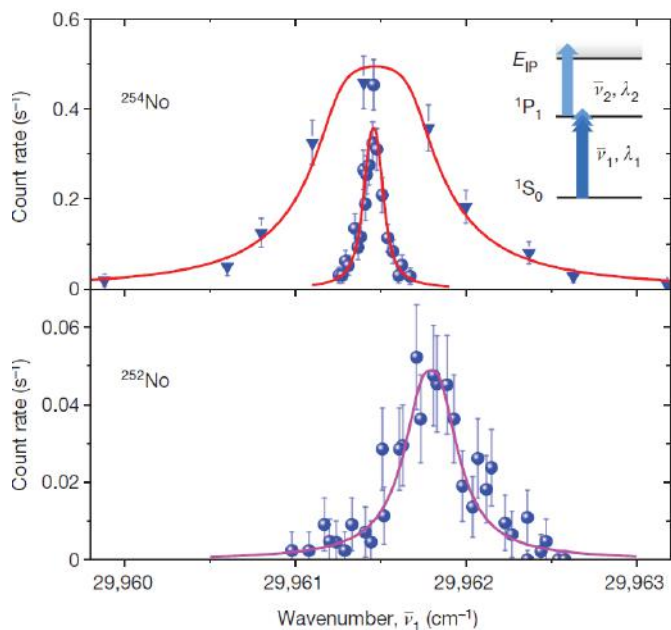 0.6
0.4
0.2
0
Count rate (s⁻¹)
²⁵⁴No
E_IP
¹P₁
¹S₀
ν̄₂, λ₂
ν̄₁, λ₁
0.06
0.04
0.02
0
Count rate (s⁻¹)
²⁵²No
29,960
29,961
29,962
29,963
Wavenumber, ν̄₁ (cm⁻¹)